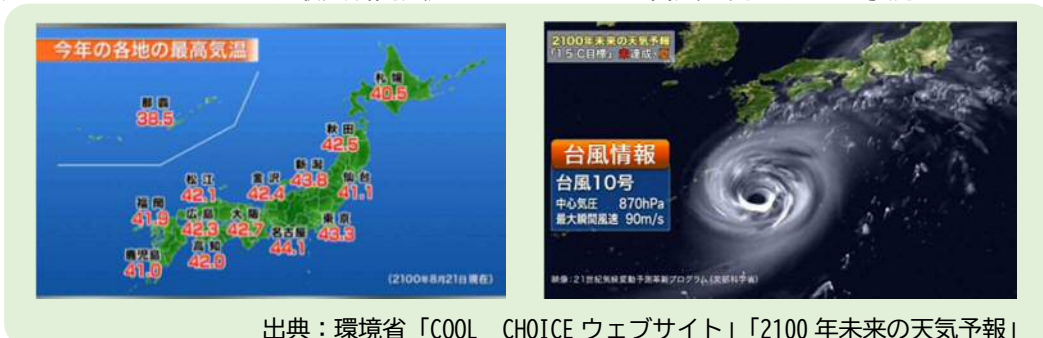 今年の各地の最高気温
札幌
40.5
那覇
38.5
秋田
42.5
新潟
43.8
仙台
41.1
金沢
42.4
松江
42.1
福岡
41.9
広島
42.3
大阪
42.7
名古屋
44.1
東京
43.3
高知
42.0
鹿児島
41.0
(2100年8月21日現在)
2100年未来の天気予報
「1.5℃目標」未達成・夏
台風情報
台風10号
中心気圧 870hPa
最大瞬間風速 90m/s
映像:21世紀気候変動予測革新プログラム(文部科学省)
出典:環境省「COOL CHOICE ウェブサイト」「2100 年未来の天気予報」